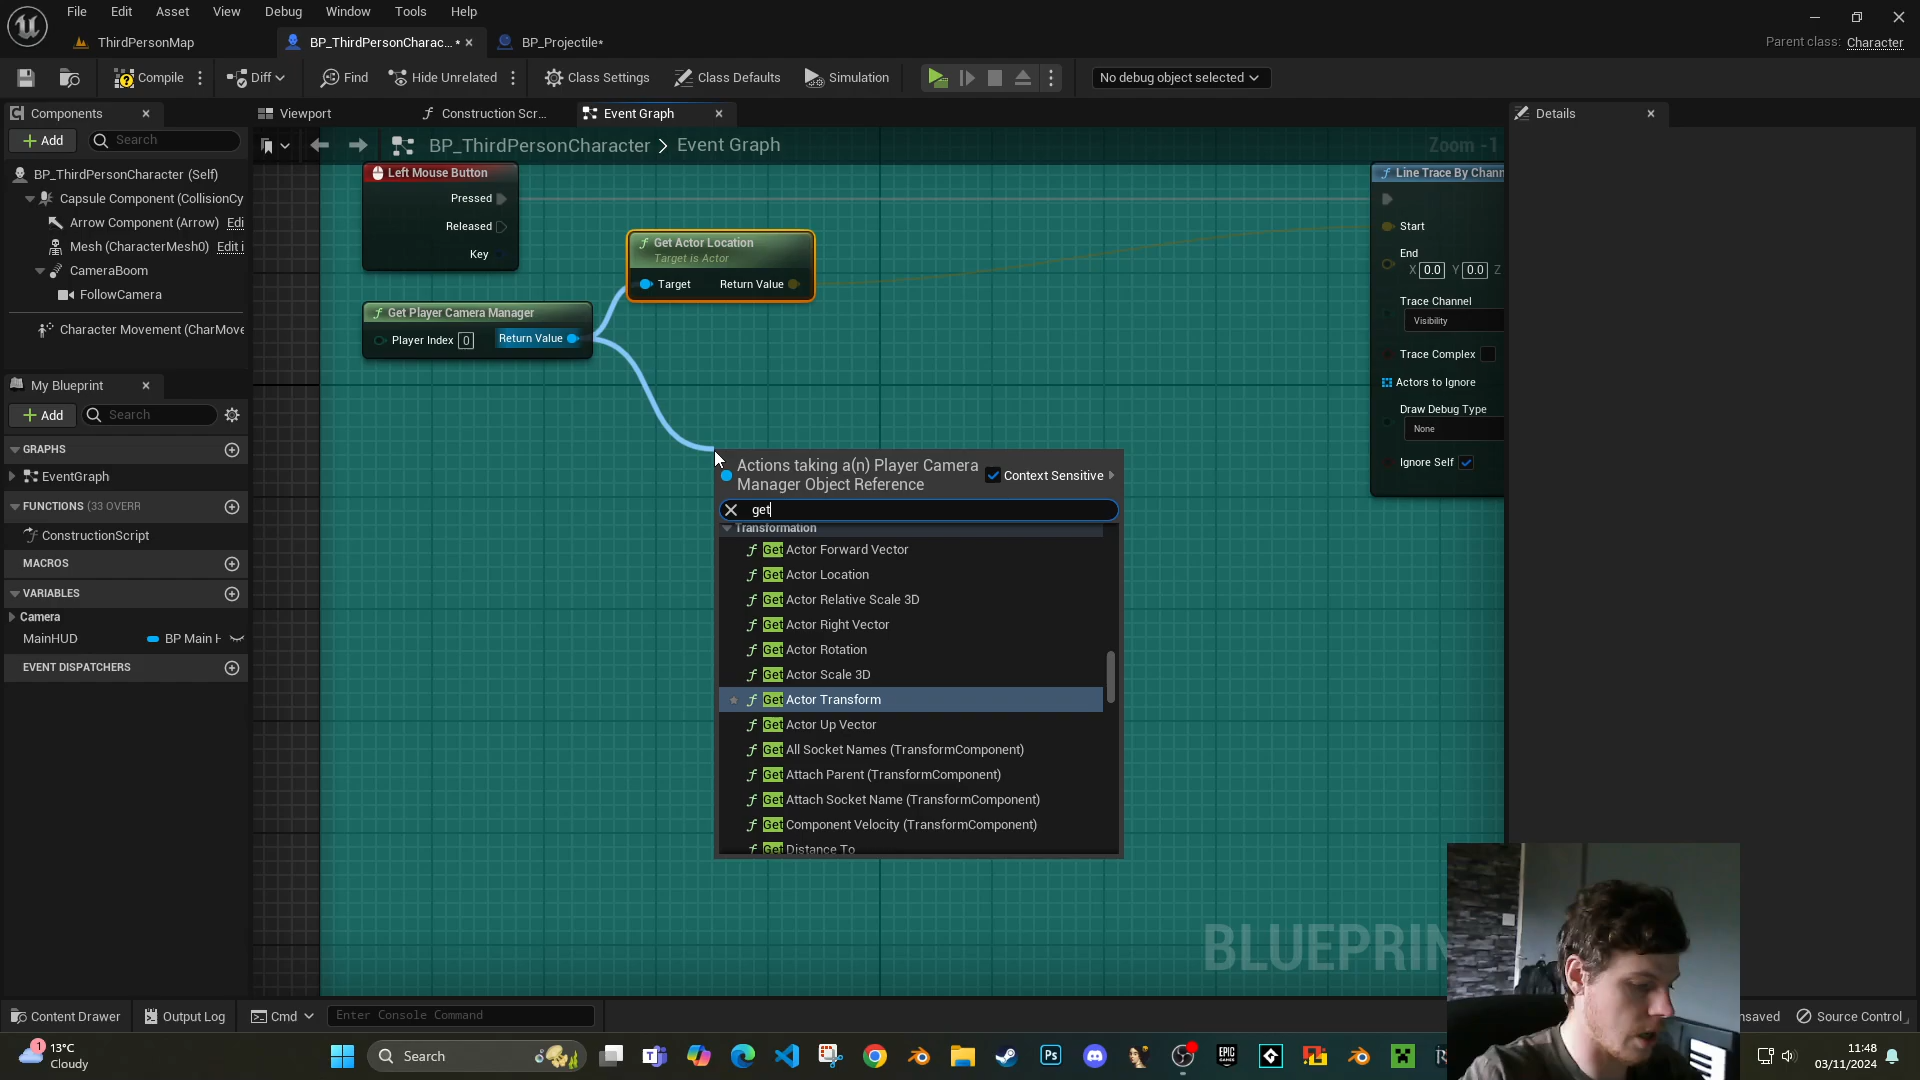 File Edit Asset View Debug Window Tools Help
ThirdPersonMap BP_ThirdPersonCharac... * BP_Projectile* Parent class: Character
Compile Diff Find Hide Unrelated Class Settings Class Defaults Simulation No debug object selected
Components Viewport Construction Scr... Event Graph Details
Add Search
BP_ThirdPersonCharacter > Event Graph Zoom -1
BP_ThirdPersonCharacter (Self)
Capsule Component (CollisionCy
Arrow Component (Arrow) Edi
Mesh (CharacterMesh0) Edit i
CameraBoom
FollowCamera
Character Movement (CharMove
My Blueprint
Add Search
GRAPHS
EventGraph
FUNCTIONS (33 OVERR
ConstructionScript
MACROS
VARIABLES
Camera
MainHUD BP Main H
EVENT DISPATCHERS
Left Mouse Button
Pressed
Released
Key
Get Actor Location
Target is Actor
Target Return Value
Get Player Camera Manager
Player Index 0 Return Value
Line Trace By Chann
Start
End
X 0.0 Y 0.0 Z
Trace Channel
Visibility
Trace Complex
Actors to Ignore
Draw Debug Type
None
Ignore Self
Actions taking a(n) Player Camera
Manager Object Reference Context Sensitive
get
Transformation
Get Actor Forward Vector
Get Actor Location
Get Actor Relative Scale 3D
Get Actor Right Vector
Get Actor Rotation
Get Actor Scale 3D
Get Actor Transform
Get Actor Up Vector
Get All Socket Names (TransformComponent)
Get Attach Parent (TransformComponent)
Get Attach Socket Name (TransformComponent)
Get Component Velocity (TransformComponent)
Get Distance To
BLUEPRIN
Content Drawer Output Log Cmd Enter Console Command nsaved Source Control
1 13°C
Cloudy
Search
Ps EPIC GAMES
11:48
03/11/2024